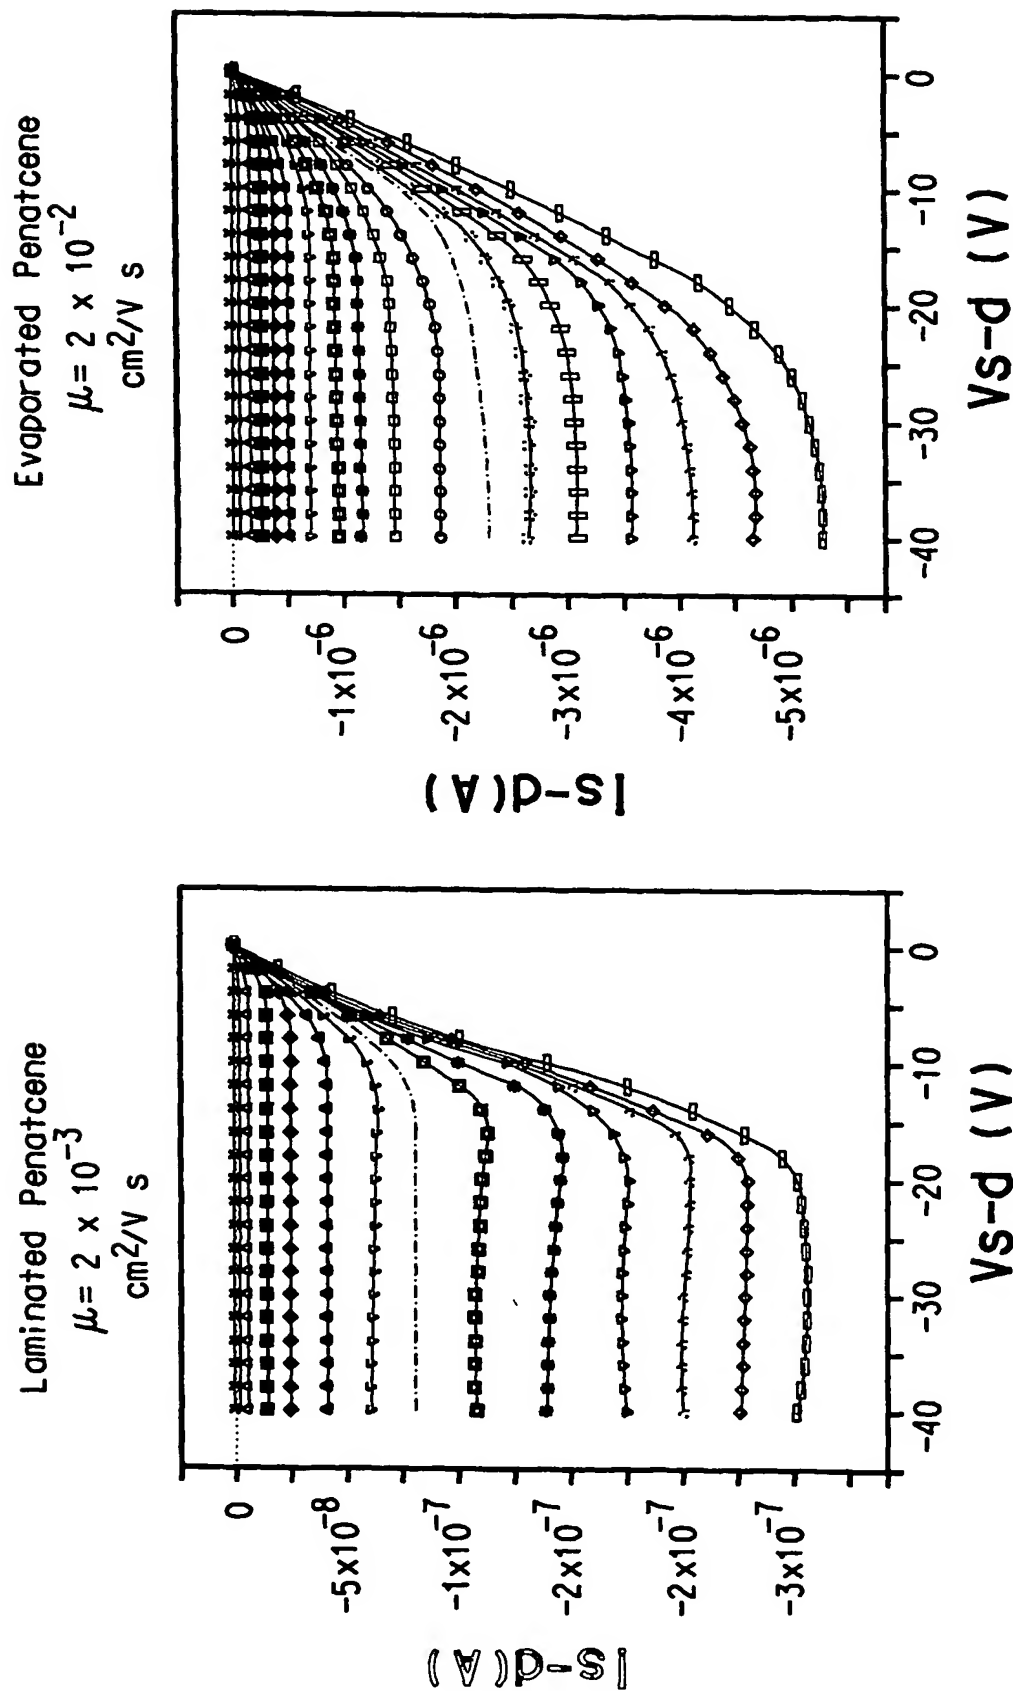 Laminated Penatcene
μ= 2 x 10⁻³
cm²/V s
0
-5x10⁻⁸
-1x10⁻⁷
-2x10⁻⁷
-2x10⁻⁷
-3x10⁻⁷
Is-d(A)
-40
-30
-20
-10
0
Vs-d (V)
Evaporated Penatcene
μ= 2 x 10⁻²
cm²/V s
0
-1x10⁻⁶
-2x10⁻⁶
-3x10⁻⁶
-4x10⁻⁶
-5x10⁻⁶
Is-d(A)
-40
-30
-20
-10
0
Vs-d (V)